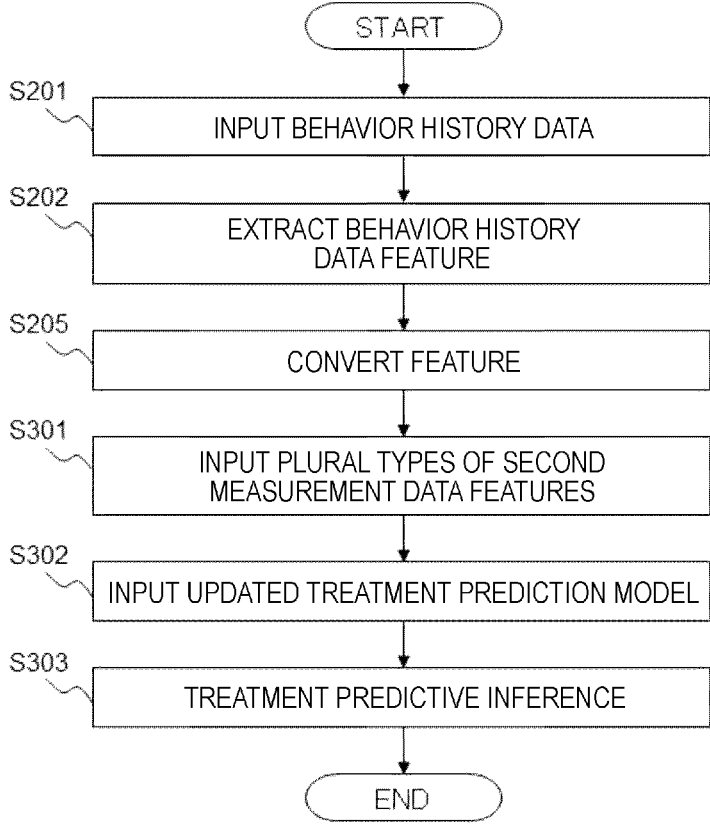 START
S201
INPUT BEHAVIOR HISTORY DATA
S202
EXTRACT BEHAVIOR HISTORY
DATA FEATURE
S205
CONVERT FEATURE
S301
INPUT PLURAL TYPES OF SECOND
MEASUREMENT DATA FEATURES
S302
INPUT UPDATED TREATMENT PREDICTION MODEL
S303
TREATMENT PREDICTIVE INFERENCE
END